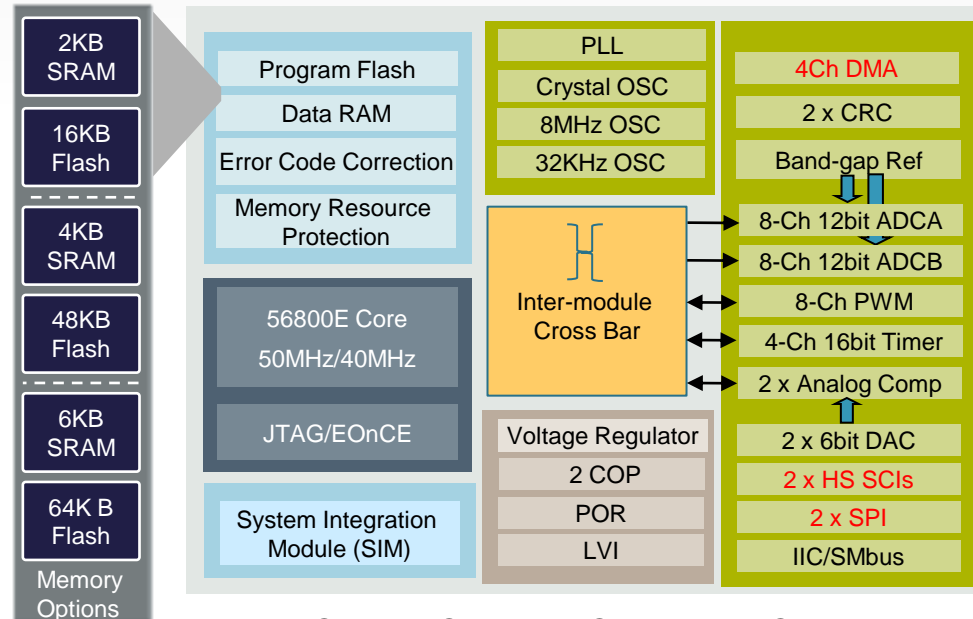 2KB
SRAM
16KB
Flash
4KB
SRAM
48KB
Flash
6KB
SRAM
64K B
Flash
Memory
Options
Program Flash
Data RAM
Error Code Correction
Memory Resource
Protection
56800E Core
50MHz/40MHz
JTAG/EOnCE
System Integration
Module (SIM)
PLL
Crystal OSC
8MHz OSC
32KHz OSC
Inter-module
Cross Bar
Voltage Regulator
2 COP
POR
LVI
4Ch DMA
2 x CRC
Band-gap Ref
8-Ch 12bit ADCA
8-Ch 12bit ADCB
8-Ch PWM
4-Ch 16bit Timer
2 x Analog Comp
2 x 6bit DAC
2 x HS SCIs
2 x SPI
IIC/SMbus